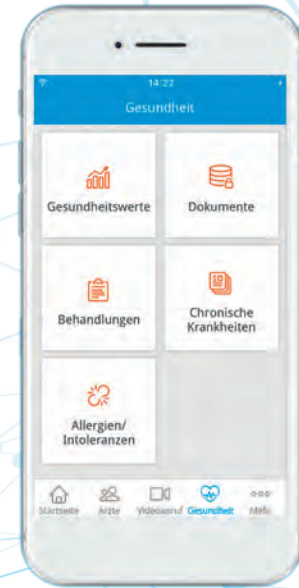 14:22
Gesundheit
Gesundheitswerte
Dokumente
Behandlungen
Chronische
Krankheiten
Allergien/
Intoleranzen
Startseite Ärzte Videoanruf Gesundheit Mehr